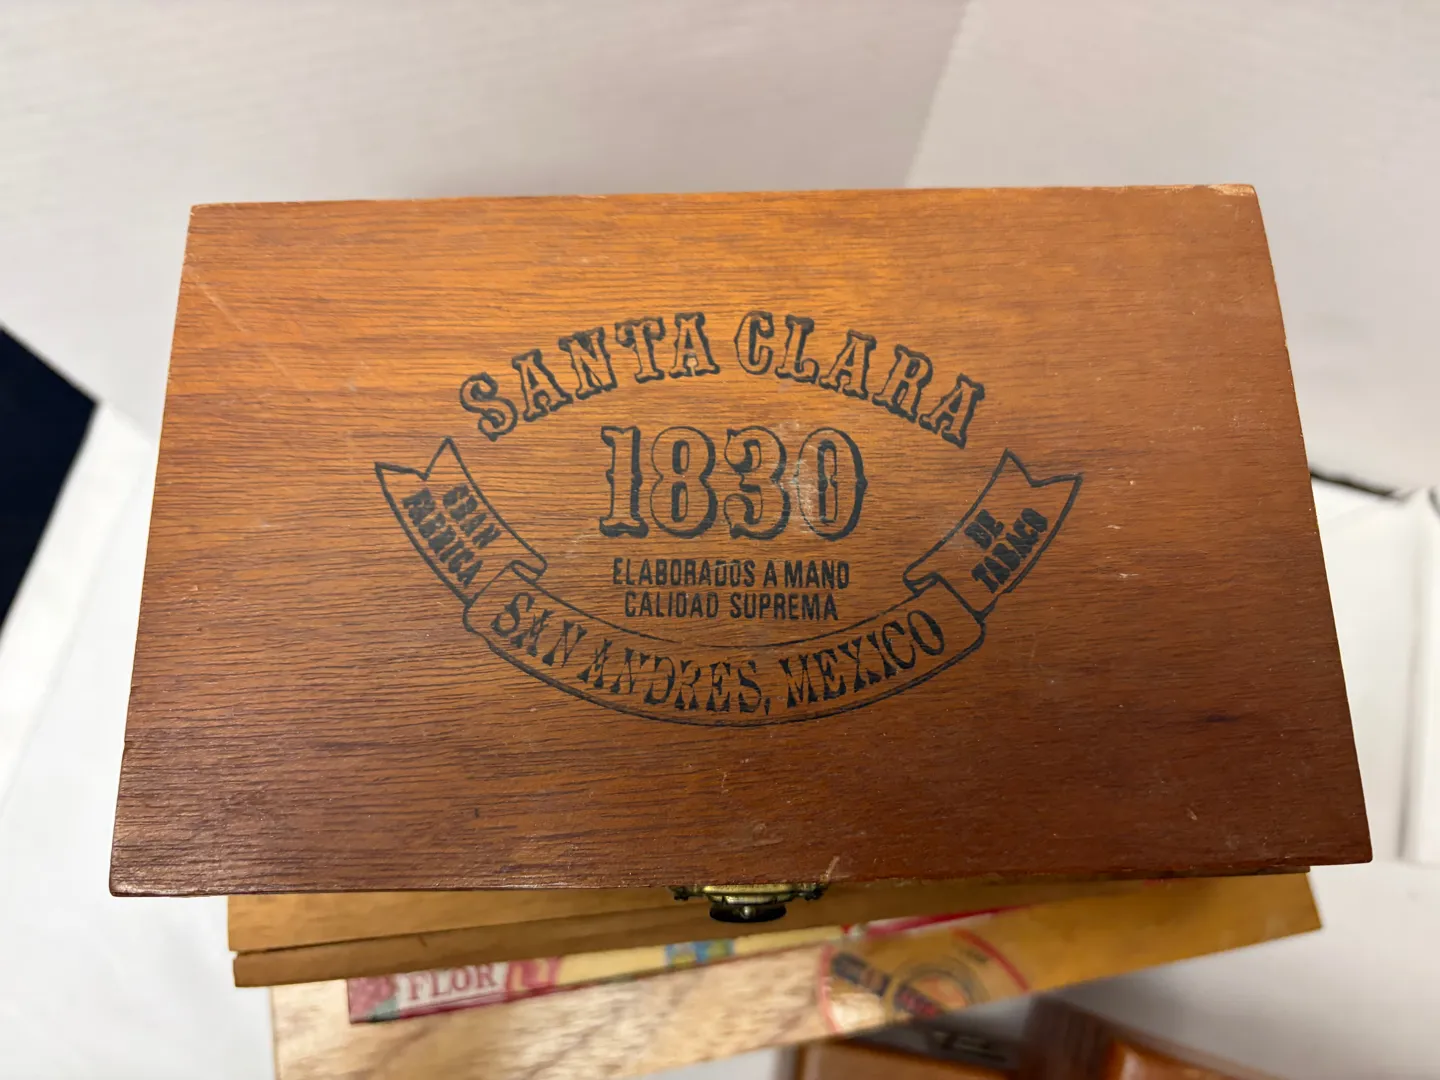 SANTA CLARA
1830
ELABORADOS A MANO
CALIDAD SUPREMA
GRAN
FABRICA
DE
TABACO
SAN ANDRES, MEXICO
FLOR